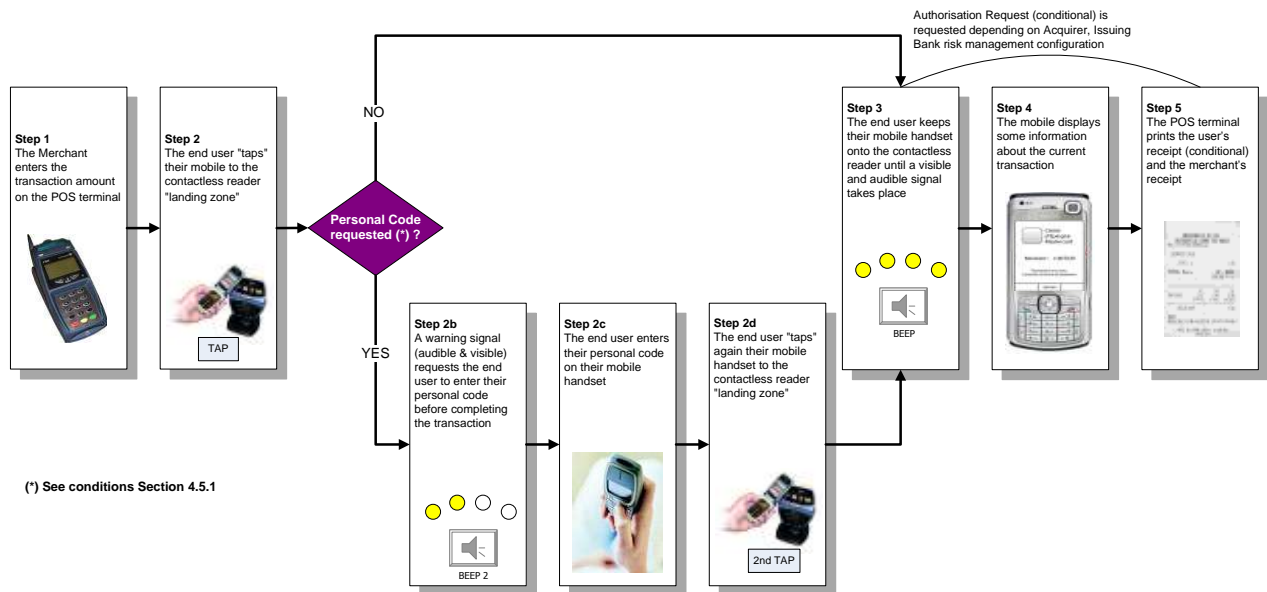 Authorisation Request (conditional) is
requested depending on Acquirer, Issuing
Bank risk management configuration
Step 1
The Merchant
enters the
transaction amount
on the POS terminal
Step 2
The end user "taps"
their mobile to the
contactless reader
"landing zone"
TAP
Personal Code
requested (*) ?
NO
YES
Step 2b
A warning signal
(audible & visible)
requests the end
user to enter their
personal code
before completing
the transaction
BEEP 2
Step 2c
The end user enters
their personal code
on their mobile
handset
Step 2d
The end user "taps"
again their mobile
handset to the
contactless reader
"landing zone"
2nd TAP
Step 3
The end user keeps
their mobile handset
onto the contactless
reader until a visible
and audible signal
takes place
BEEP
Step 4
The mobile displays
some information
about the current
transaction
Step 5
The POS terminal
prints the user's
receipt (conditional)
and the merchant's
receipt
(*) See conditions Section 4.5.1